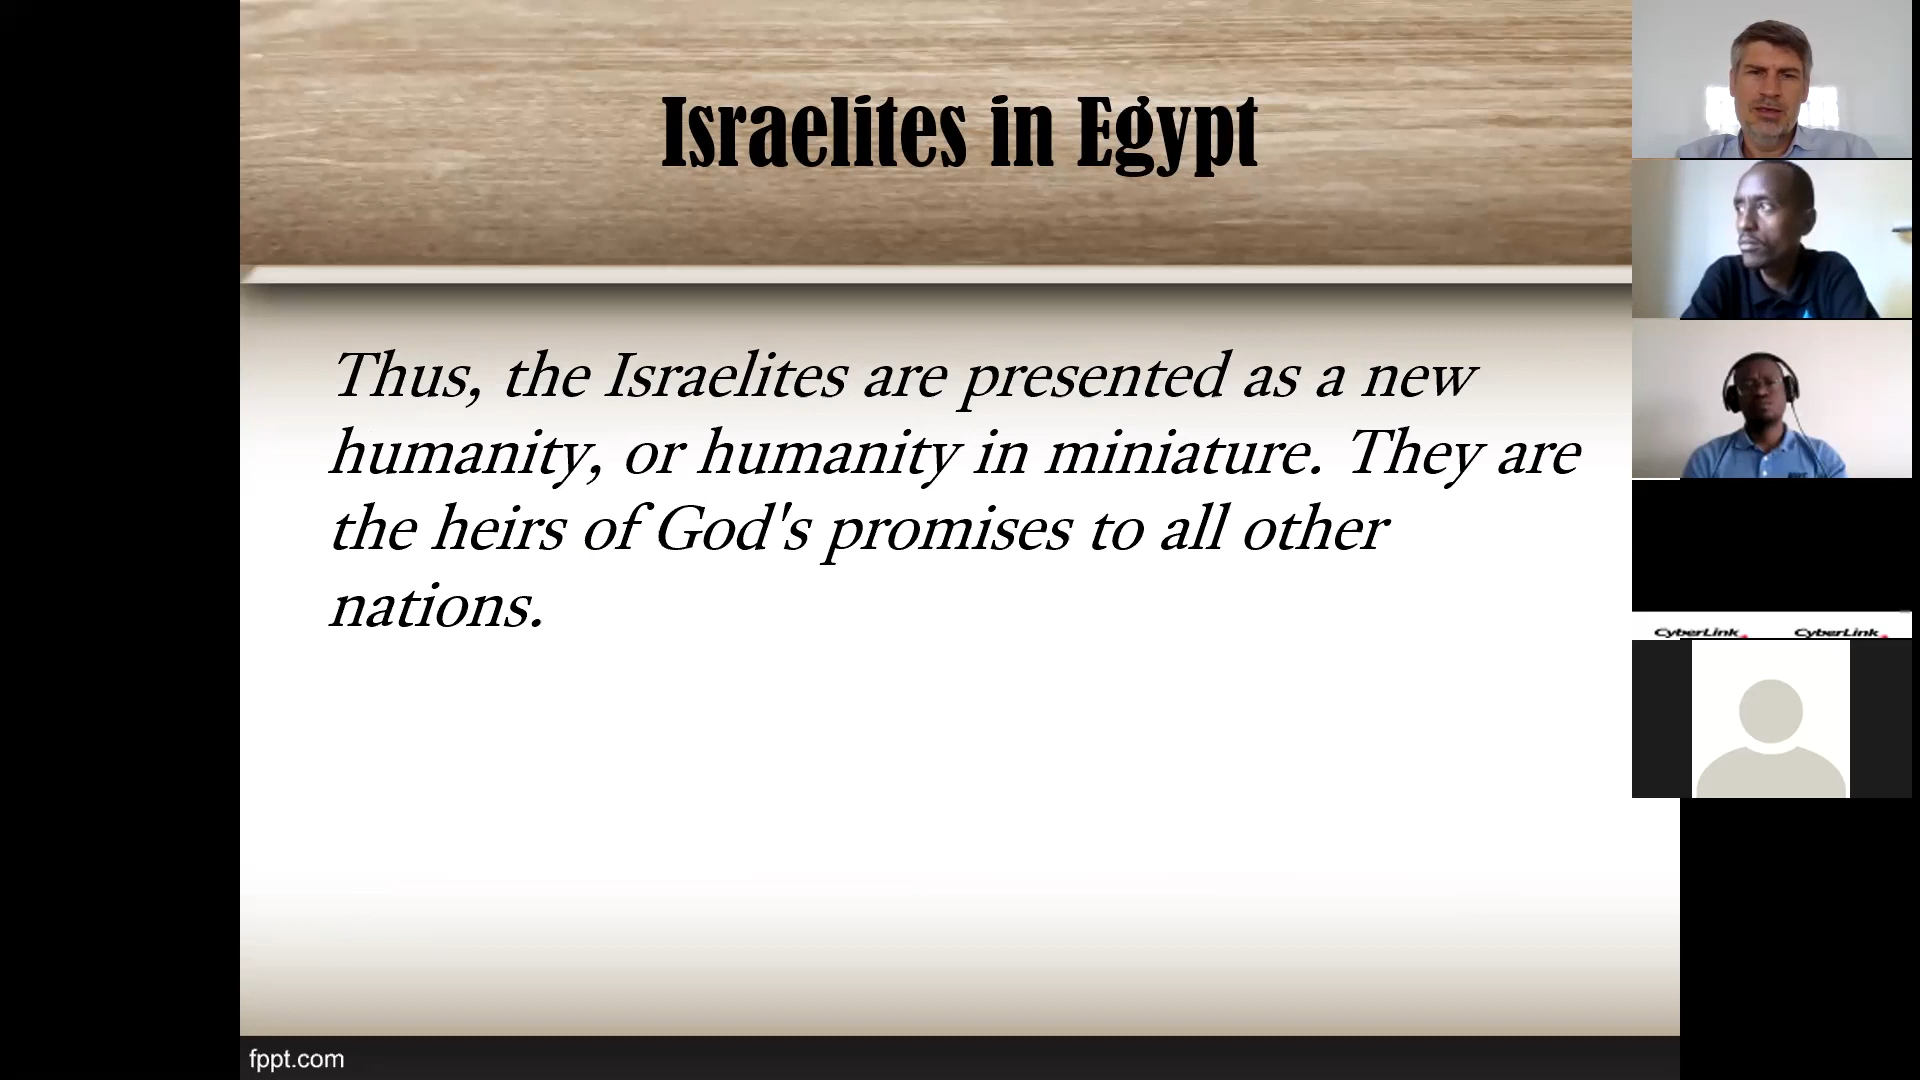 Israelites in Egypt
Thus, the Israelites are presented as a new
humanity, or humanity in miniature. They are
the heirs of God's promises to all other
nations.
CyberLink CyberLink
fppt.com